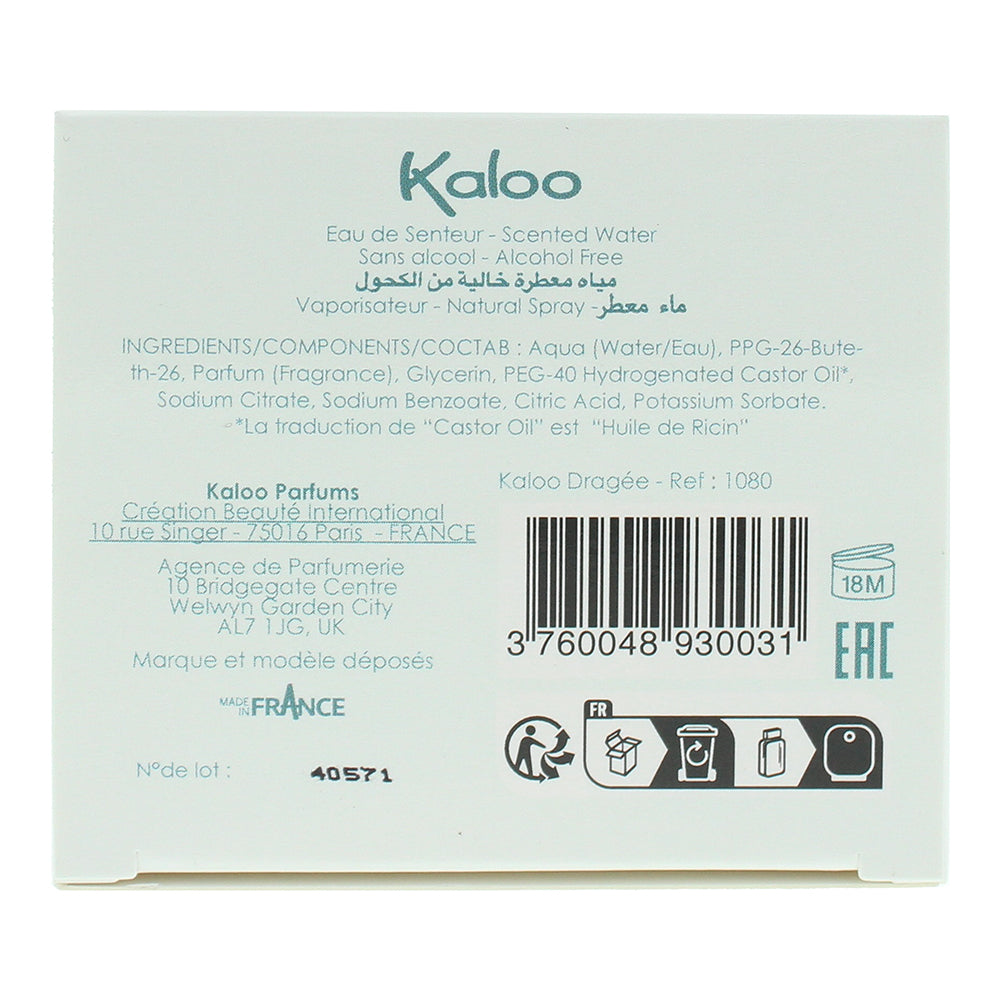 Kaloo
Eau de Senteur - Scented Water
Sans alcool - Alcohol Free
مياه معطرة خالية من الكحول
Vaporisateur - Natural Spray - ماء معطر
INGREDIENTS/COMPONENTS/COCTAB : Aqua (Water/Eau), PPG-26-Bute-
th-26, Parfum (Fragrance), Glycerin, PEG-40 Hydrogenated Castor Oil*,
Sodium Citrate, Sodium Benzoate, Citric Acid, Potassium Sorbate.
*La traduction de “Castor Oil” est “Huile de Ricin”
Kaloo Dragée - Ref : 1080
Kaloo Parfums
Création Beauté International
10 rue Singer - 75016 Paris - FRANCE
Agence de Parfumerie
10 Bridgegate Centre
Welwyn Garden City
AL7 1JG, UK
Marque et modèle déposés
MADE IN FRANCE
N°de lot : 40571
3 760048 930031
18M
EAC
FR